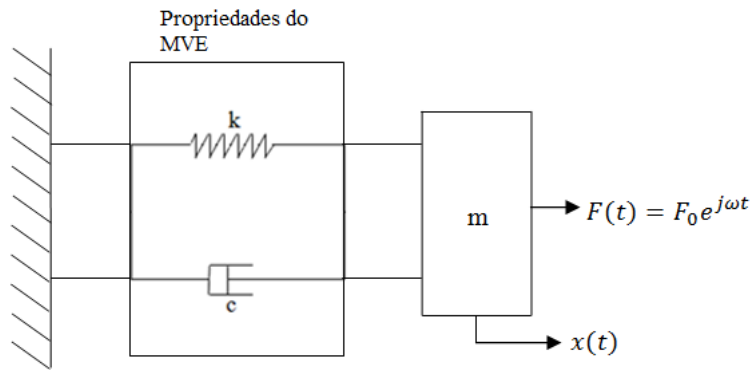 Propriedades do
MVE
k
m
F(t) = F₀e^{jωt}
c
x(t)